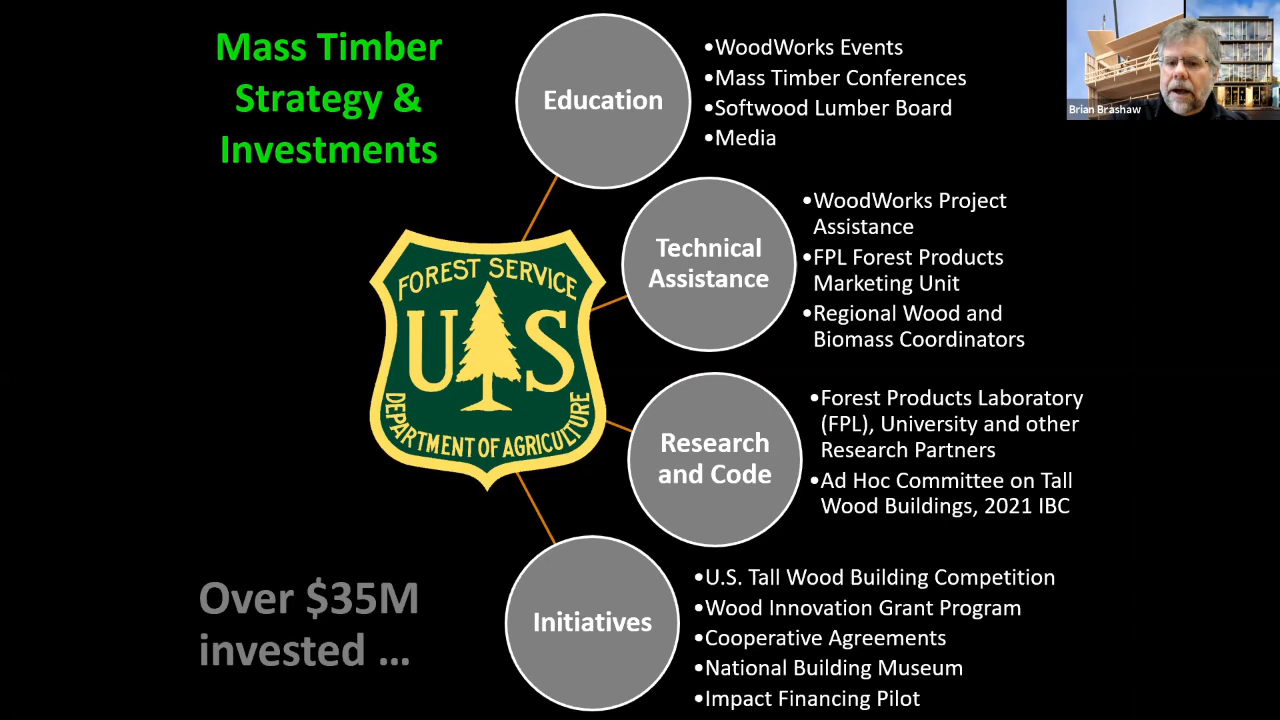 Mass Timber
Strategy &
Investments
Education
•WoodWorks Events
•Mass Timber Conferences
•Softwood Lumber Board
•Media
Brian Brashaw
FOREST SERVICE
U S
DEPARTMENT OF AGRICULTURE
Technical
Assistance
•WoodWorks Project
Assistance
•FPL Forest Products
Marketing Unit
•Regional Wood and
Biomass Coordinators
Research
and Code
•Forest Products Laboratory
(FPL), University and other
Research Partners
•Ad Hoc Committee on Tall
Wood Buildings, 2021 IBC
Initiatives
•U.S. Tall Wood Building Competition
•Wood Innovation Grant Program
•Cooperative Agreements
•National Building Museum
•Impact Financing Pilot
Over $35M
invested ...